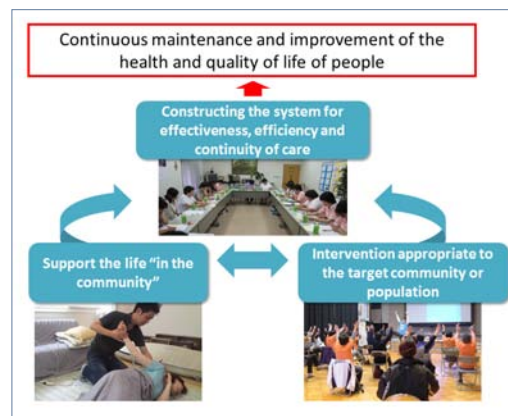 Continuous maintenance and improvement of the
health and quality of life of people
Constructing the system for
effectiveness, efficiency and
continuity of care
Support the life “in the
community”
Intervention appropriate to
the target community or
population